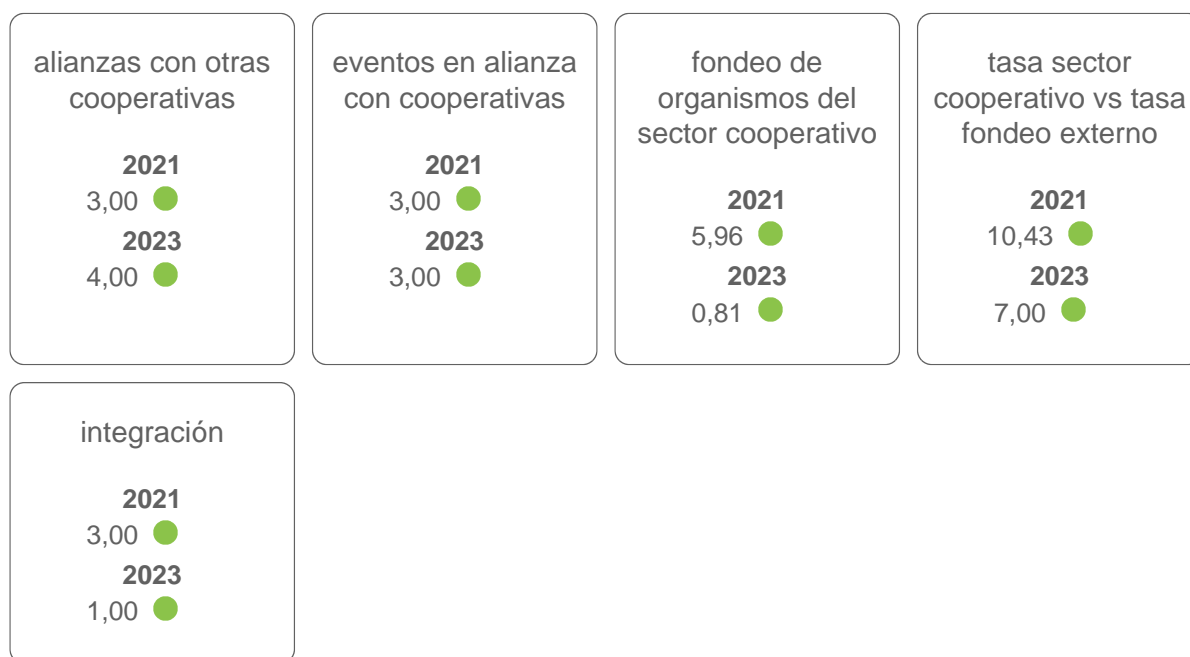 alianzas con otras
cooperativas
2021
3,00
2023
4,00
eventos en alianza
con cooperativas
2021
3,00
2023
3,00
fondeo de
organismos del
sector cooperativo
2021
5,96
2023
0,81
tasa sector
cooperativo vs tasa
fondeo externo
2021
10,43
2023
7,00
integración
2021
3,00
2023
1,00